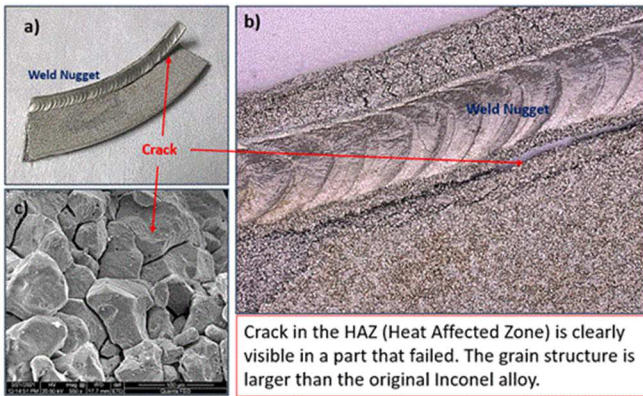 a)
b)
Weld Nugget
Weld Nugget
Crack
c)
Crack in the HAZ (Heat Affected Zone) is clearly
visible in a part that failed. The grain structure is
larger than the original Inconel alloy.